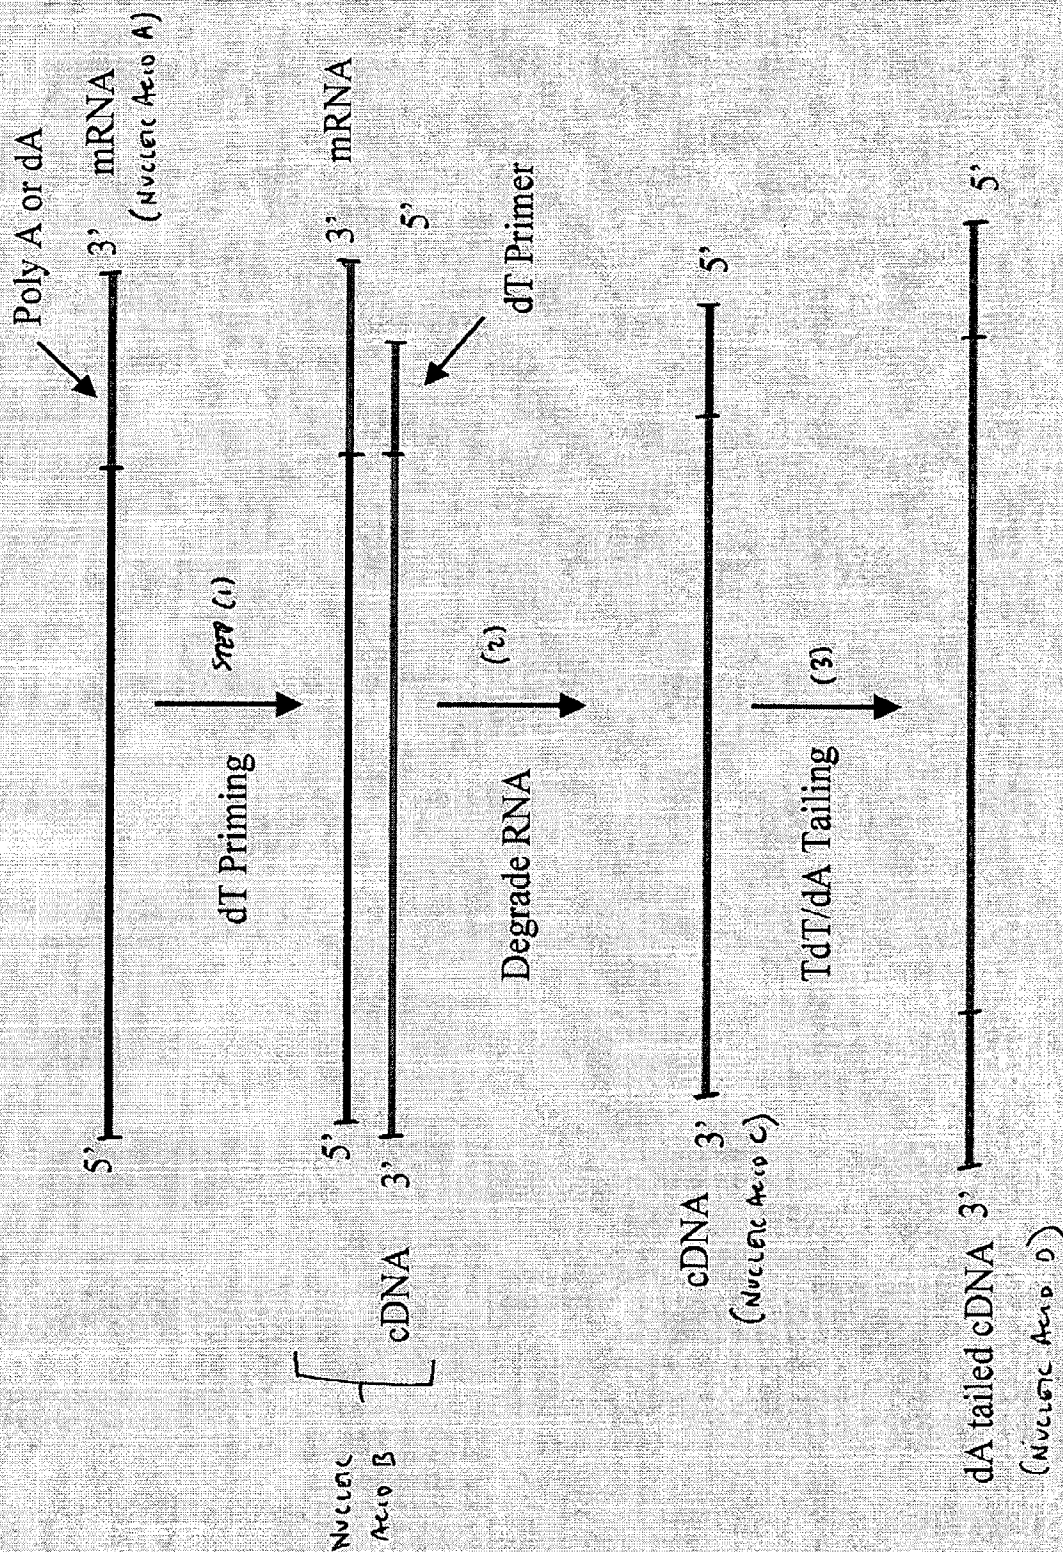 Poly A or dA
5'
3'
mRNA
(NUCLEIC ACID A)
dT Priming
STEP (1)
NUCLEIC
ACID B
5'
3'
mRNA
cDNA
3'
5'
dT Primer
Degrade RNA
(2)
cDNA
3'
5'
(NUCLEIC ACID C)
TdT/dA Tailing
(3)
dA tailed cDNA
3'
5'
(NUCLEIC ACID D)